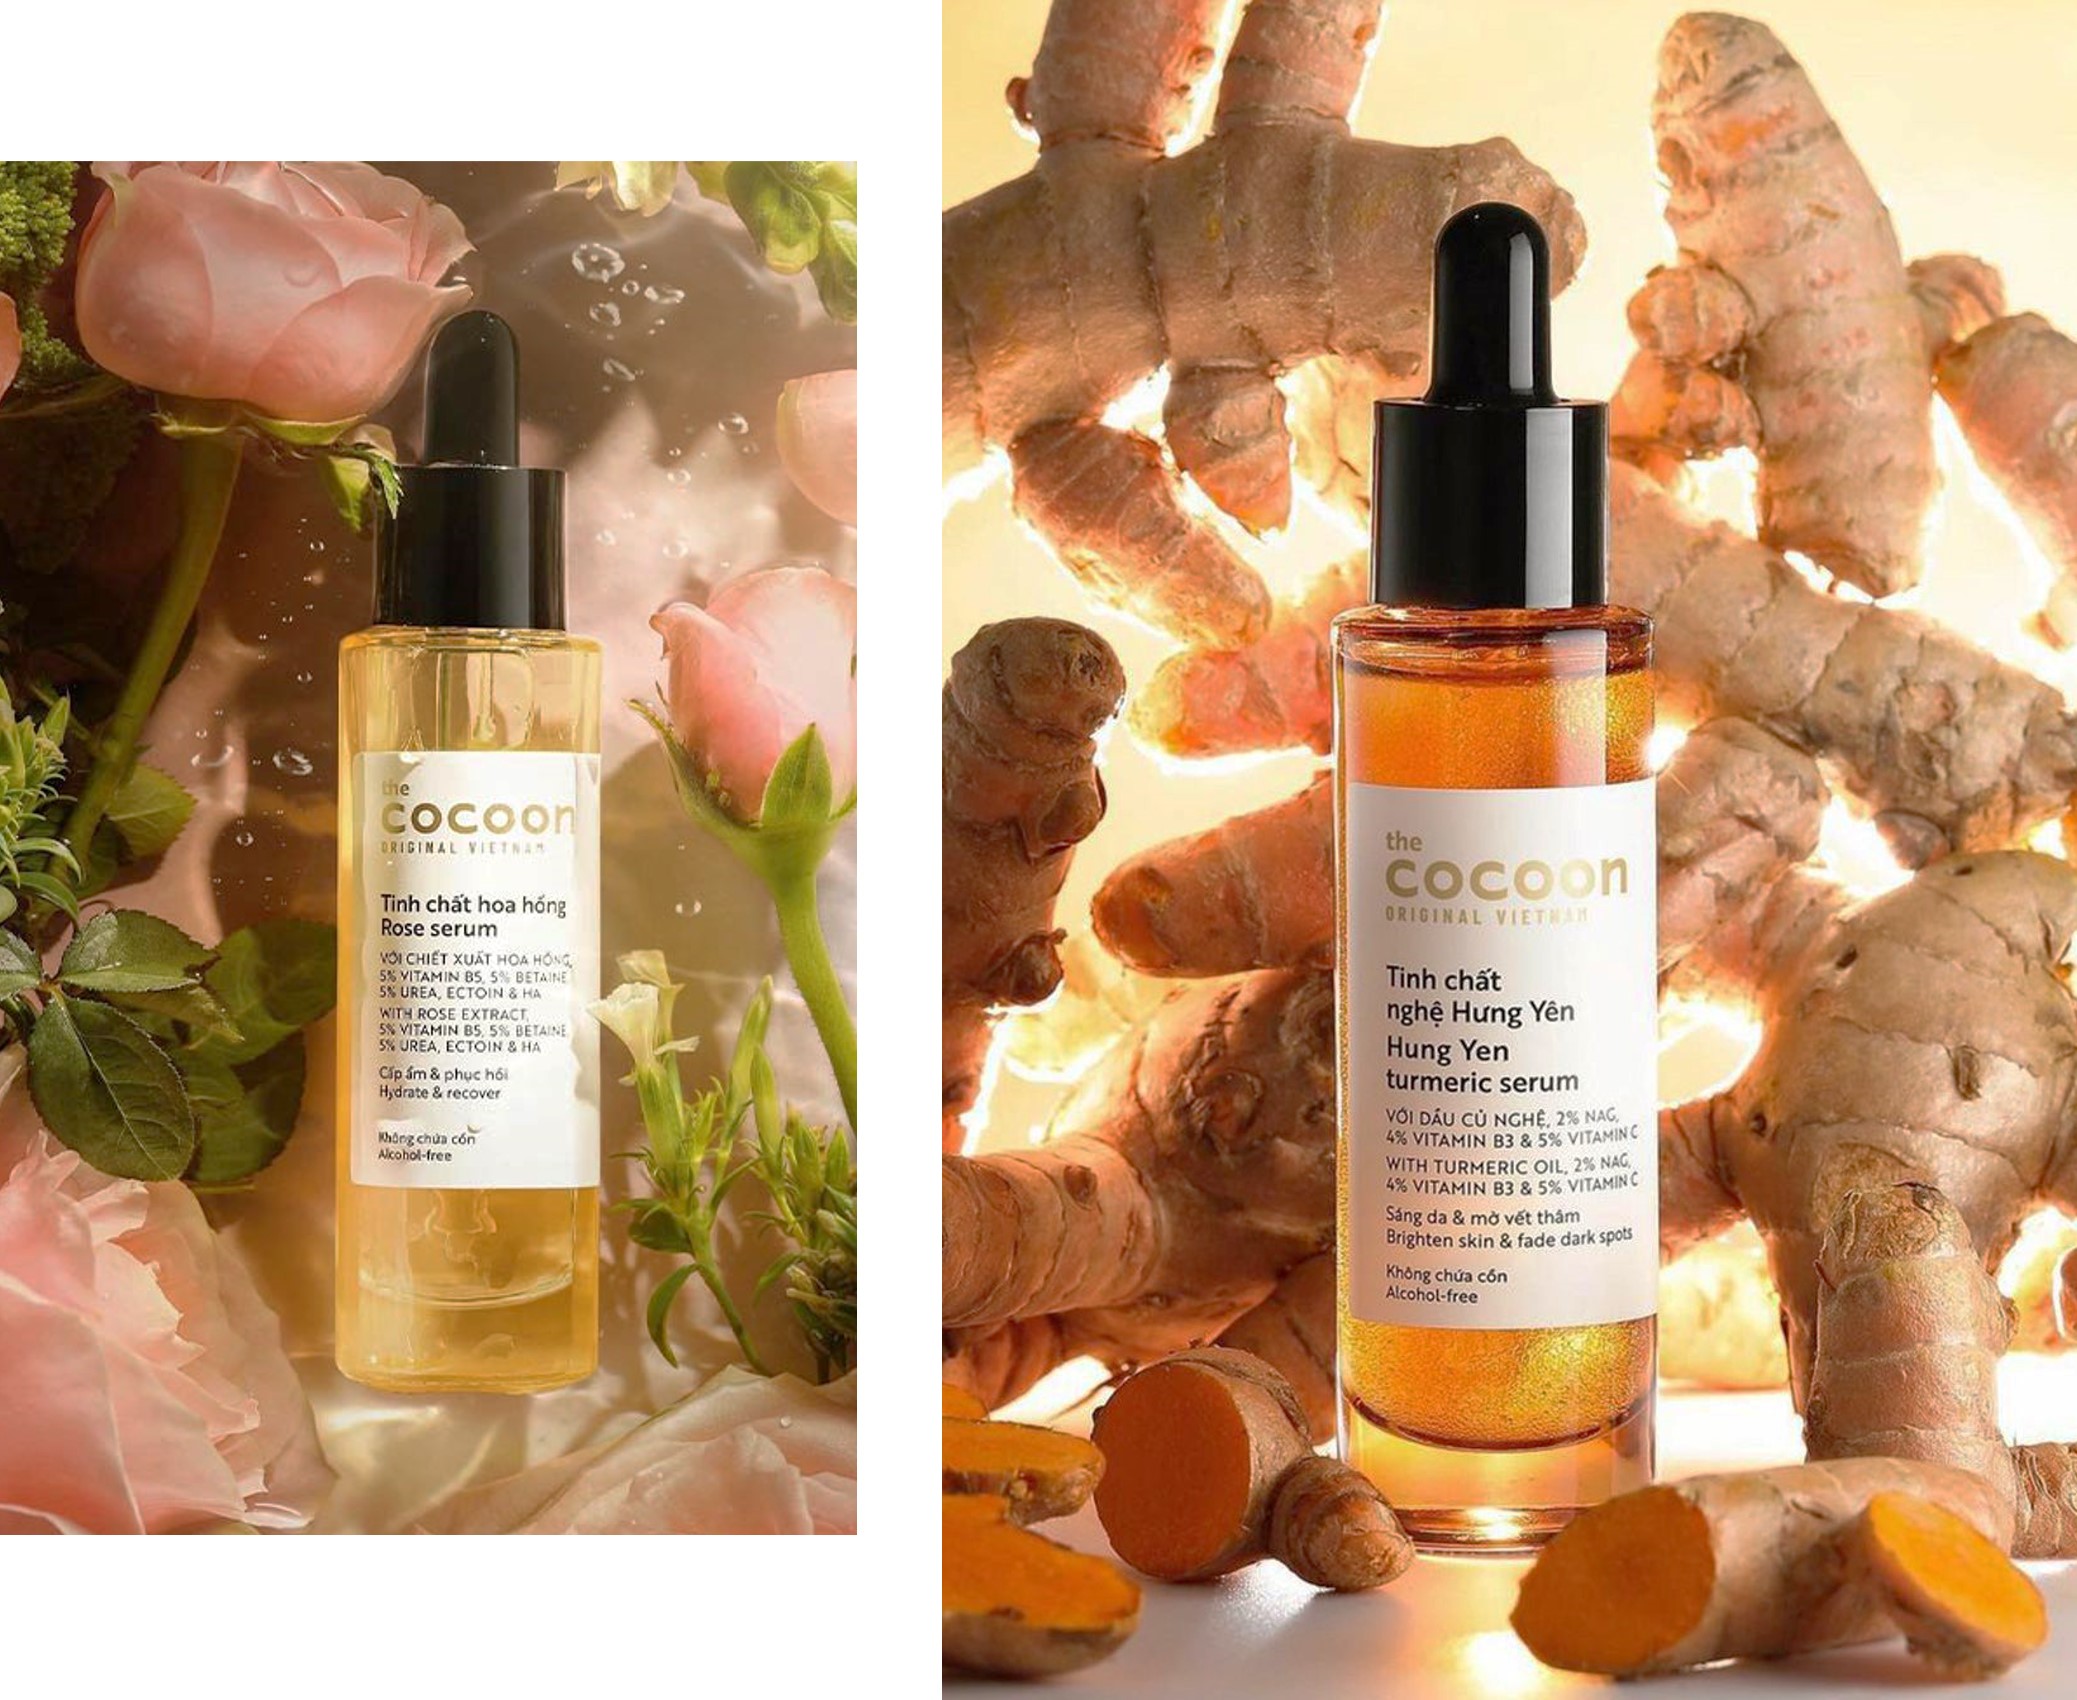 the
cocoon
ORIGINAL VIETNAM
Tinh chất hoa hồng
Rose serum
VỚI CHIẾT XUẤT HOA HỒNG,
5% VITAMIN B5, 5% BETAINE
5% UREA, ECTOIN & HA
WITH ROSE EXTRACT,
5% VITAMIN B5, 5% BETAINE,
5% UREA, ECTOIN & HA
Cấp ẩm & phục hồi
Hydrate & recover
Không chứa cồn
Alcohol-free
the
cocoon
ORIGINAL VIETNAM
Tinh chất
nghệ Hưng Yên
Hung Yen
turmeric serum
VỚI DẦU CỦ NGHỆ, 2% NAG,
4% VITAMIN B3 & 5% VITAMIN C
WITH TURMERIC OIL, 2% NAG,
4% VITAMIN B3 & 5% VITAMIN C
Sáng da & mờ vết thâm
Brighten skin & fade dark spots
Không chứa cồn
Alcohol-free